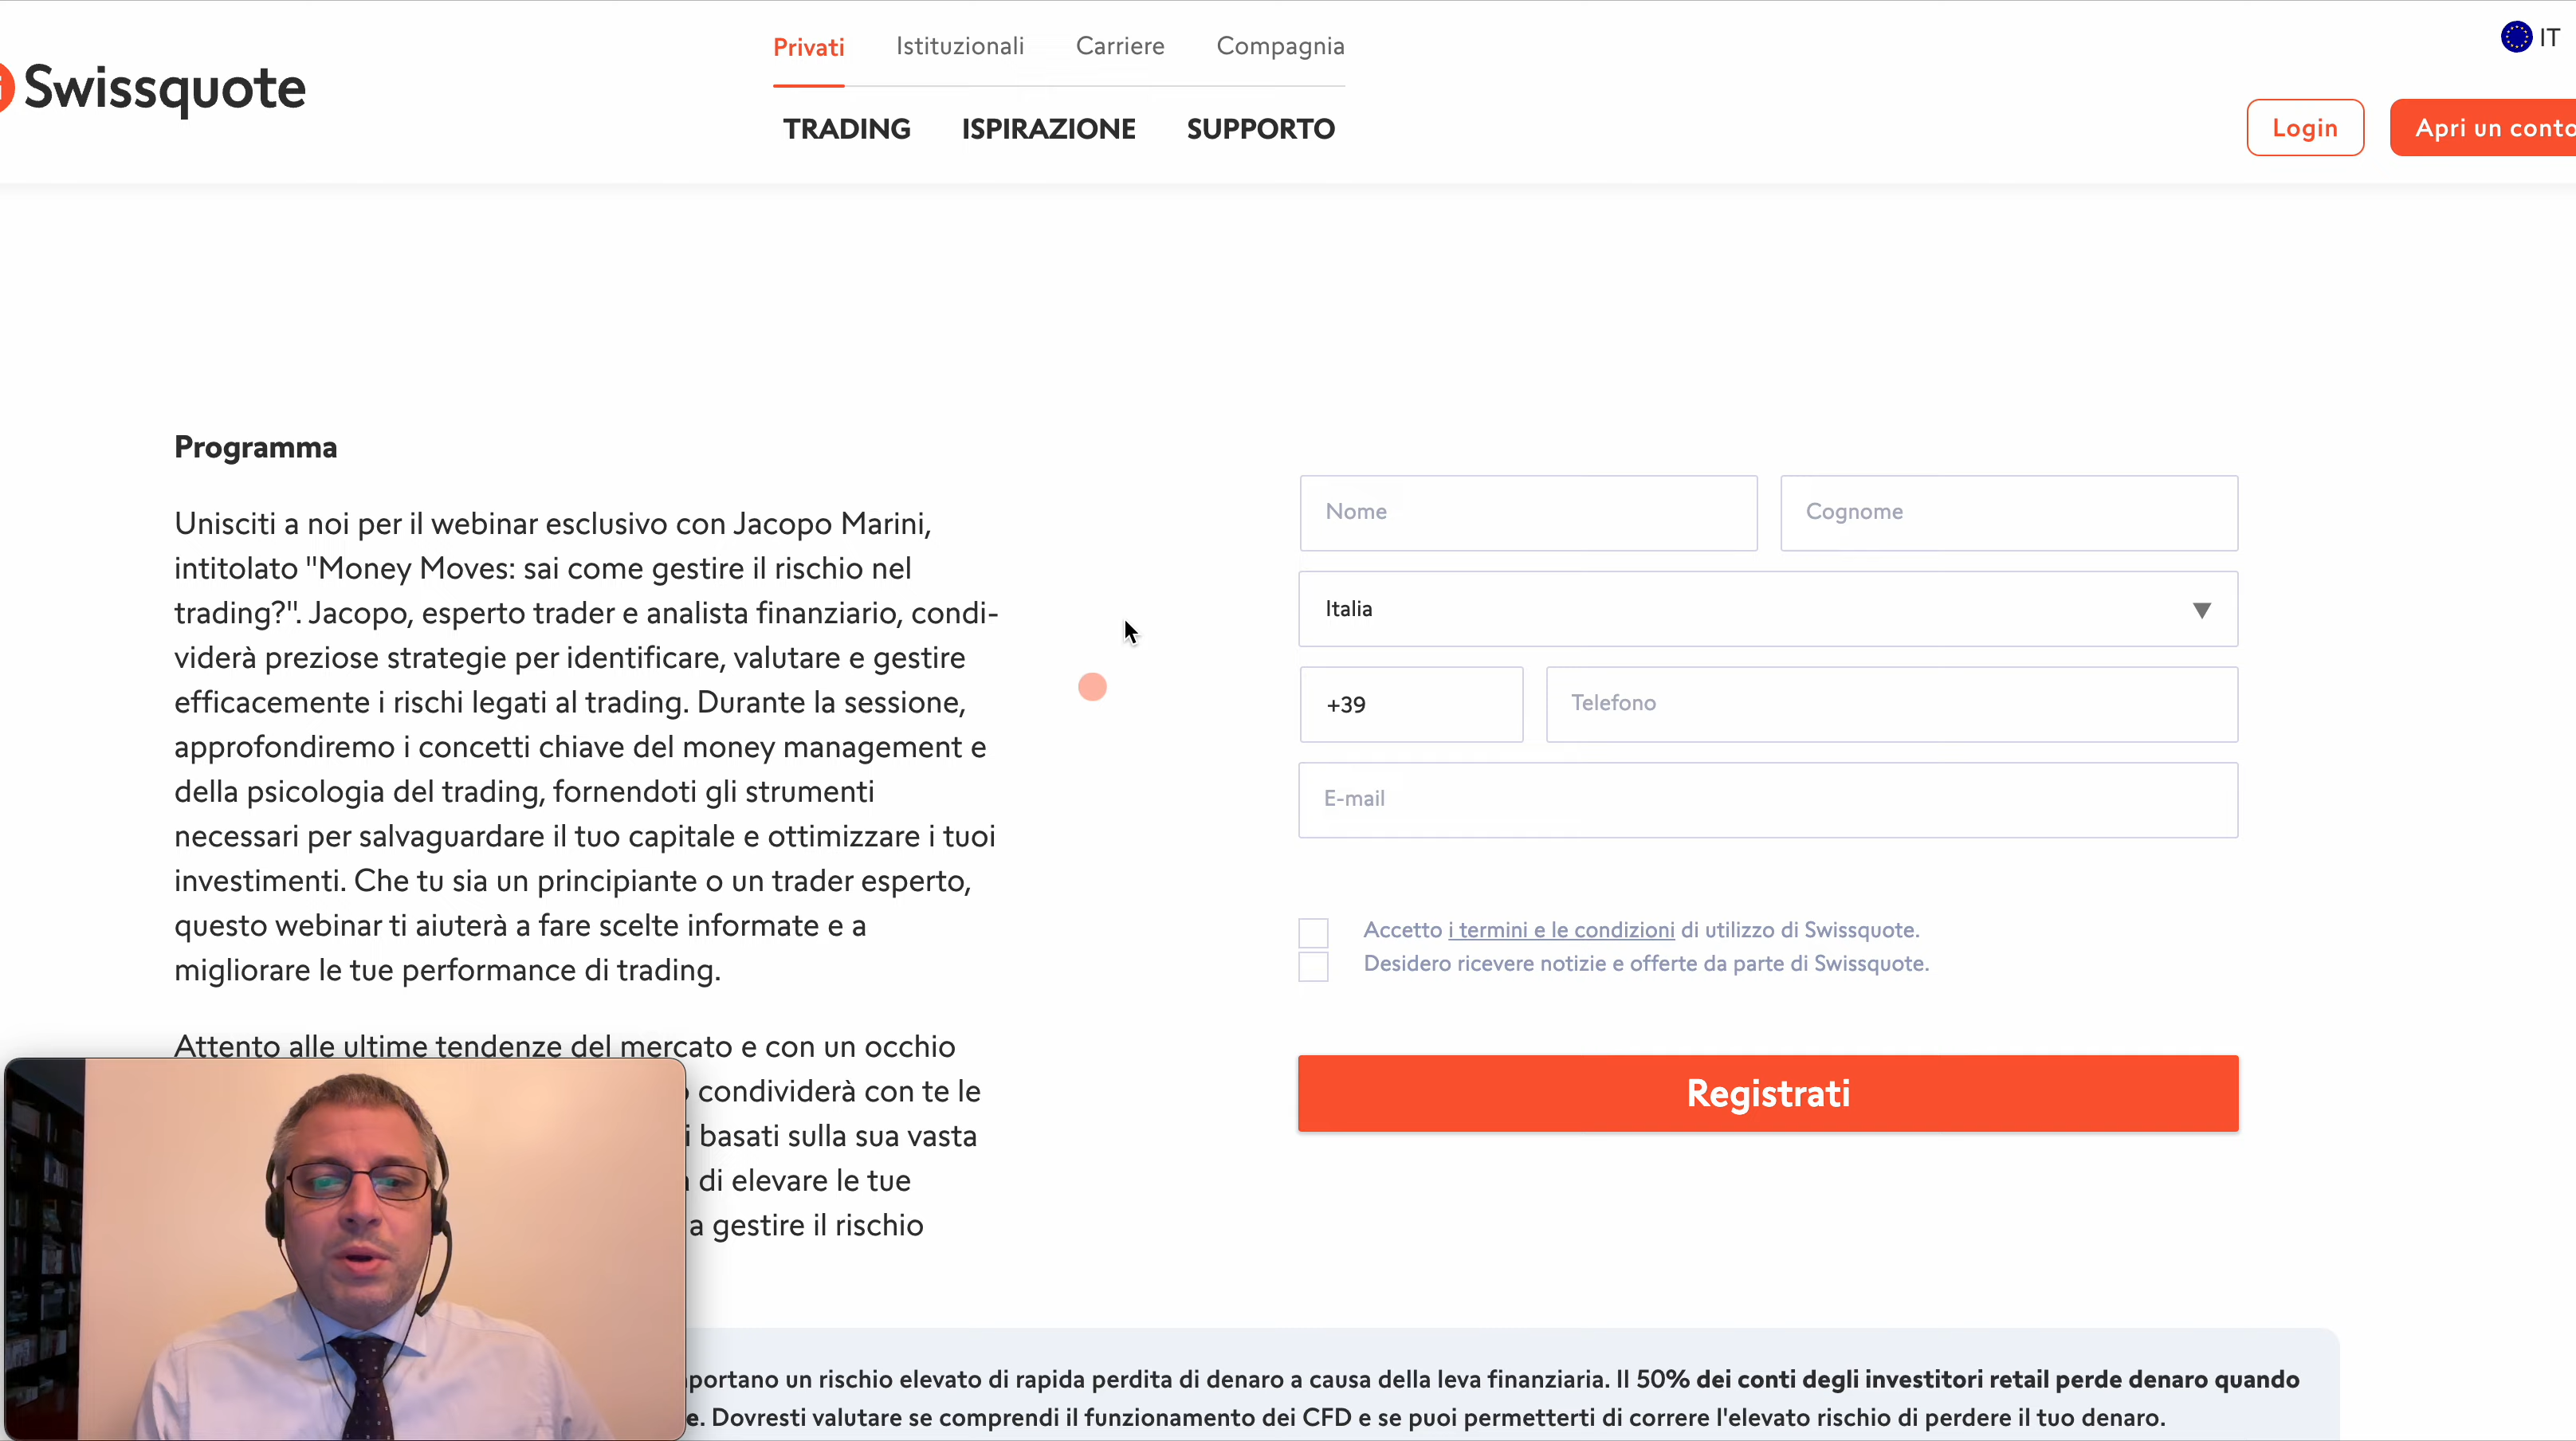 Privati Istituzionali Carriere Compagnia
IT
Swissquote
TRADING ISPIRAZIONE SUPPORTO
Login
Apri un conto
Programma
Unisciti a noi per il webinar esclusivo con Jacopo Marini,
intitolato "Money Moves: sai come gestire il rischio nel
trading?". Jacopo, esperto trader e analista finanziario, condi-
viderà preziose strategie per identificare, valutare e gestire
efficacemente i rischi legati al trading. Durante la sessione,
approfondiremo i concetti chiave del money management e
della psicologia del trading, fornendoti gli strumenti
necessari per salvaguardare il tuo capitale e ottimizzare i tuoi
investimenti. Che tu sia un principiante o un trader esperto,
questo webinar ti aiuterà a fare scelte informate e a
migliorare le tue performance di trading.
Attento alle ultime tendenze del mercato e con un occhio
condividerà con te le
i basati sulla sua vasta
di elevare le tue
a gestire il rischio
Nome
Cognome
Italia
+39
Telefono
E-mail
Accetto i termini e le condizioni di utilizzo di Swissquote.
Desidero ricevere notizie e offerte da parte di Swissquote.
Registrati
portano un rischio elevato di rapida perdita di denaro a causa della leva finanziaria. Il 50% dei conti degli investitori retail perde denaro quando
e. Dovresti valutare se comprendi il funzionamento dei CFD e se puoi permetterti di correre l'elevato rischio di perdere il tuo denaro.